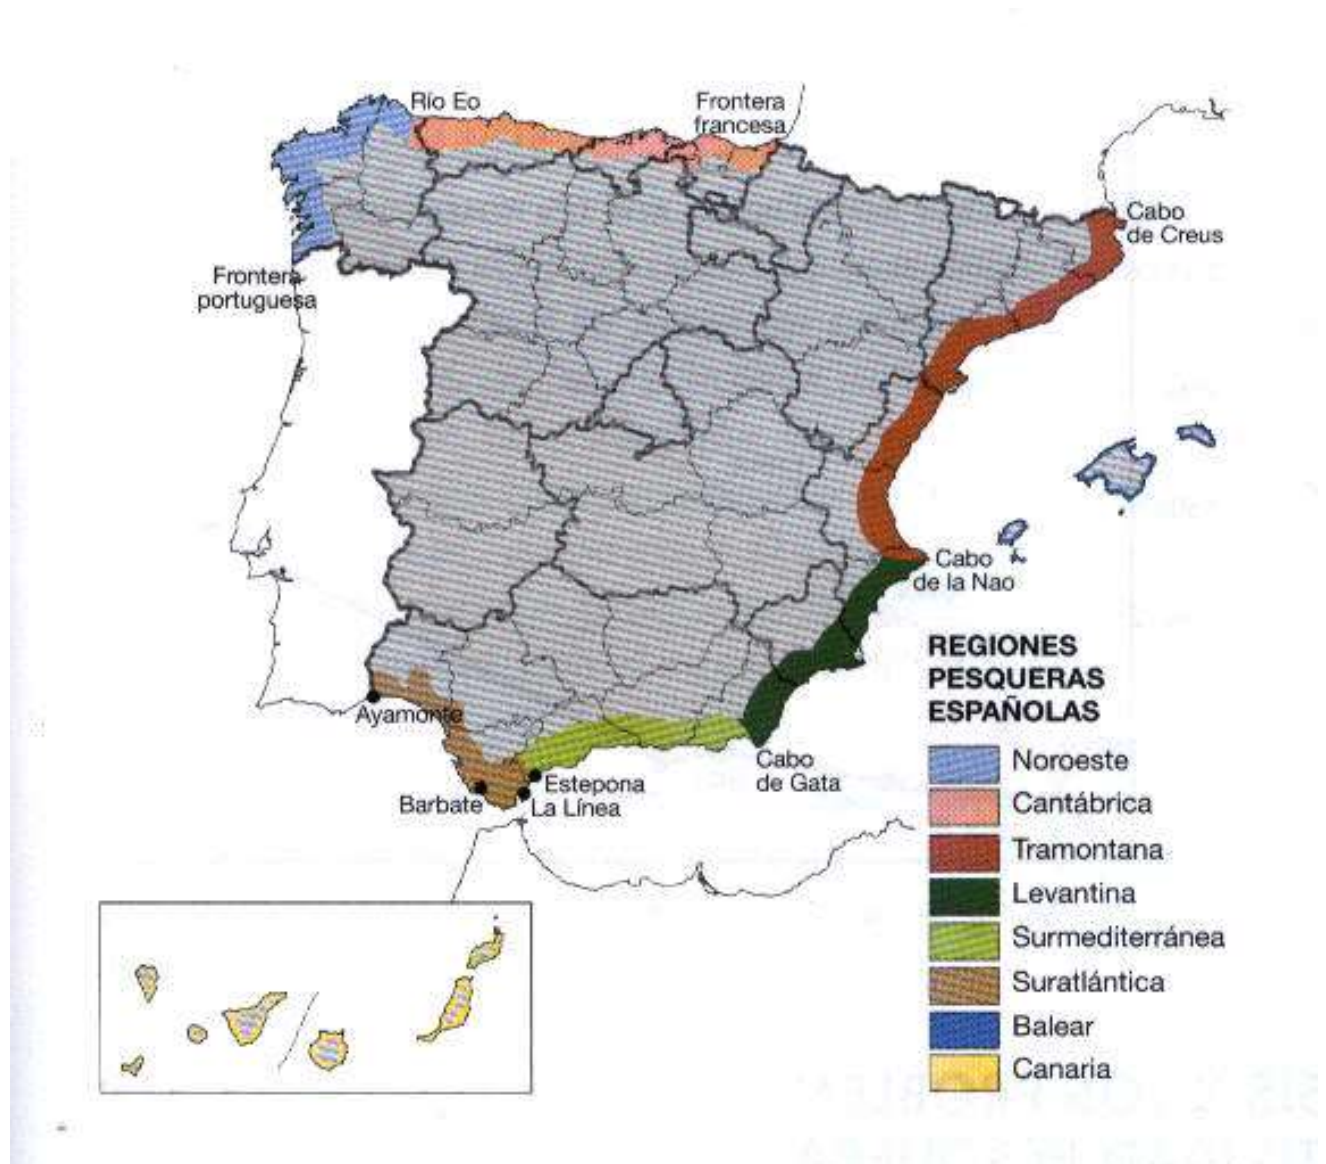 Río Eo
Frontera
francesa
Cabo
de Creus
Frontera
portuguesa
Cabo
de la Nao
Ayamonte
Barbate
Estepona
La Línea
Cabo
de Gata
REGIONES
PESQUERAS
ESPAÑOLAS
Noroeste
Cantábrica
Tramontana
Levantina
Surmediterránea
Suratlántica
Balear
Canaria